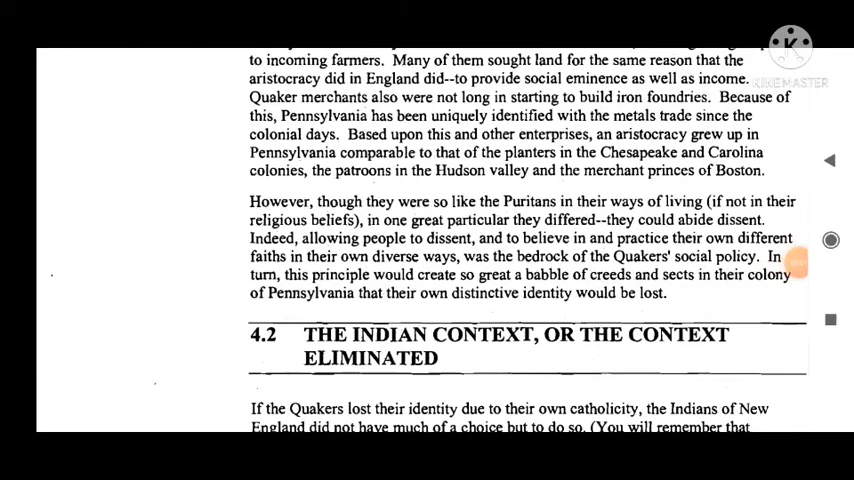 to incoming farmers. Many of them sought land for the same reason that the
aristocracy did in England did--to provide social eminence as well as income.
Quaker merchants also were not long in starting to build iron foundries. Because of
this, Pennsylvania has been uniquely identified with the metals trade since the
colonial days. Based upon this and other enterprises, an aristocracy grew up in
Pennsylvania comparable to that of the planters in the Chesapeake and Carolina
colonies, the patroons in the Hudson valley and the merchant princes of Boston.
However, though they were so like the Puritans in their ways of living (if not in their
religious beliefs), in one great particular they differed--they could abide dissent.
Indeed, allowing people to dissent, and to believe in and practice their own different
faiths in their own diverse ways, was the bedrock of the Quakers' social policy. In
turn, this principle would create so great a babble of creeds and sects in their colony
of Pennsylvania that their own distinctive identity would be lost.
4.2 THE INDIAN CONTEXT, OR THE CONTEXT
ELIMINATED
If the Quakers lost their identity due to their own catholicity, the Indians of New
England did not have much of a choice but to do so. (You will remember that
K
KINEMASTER